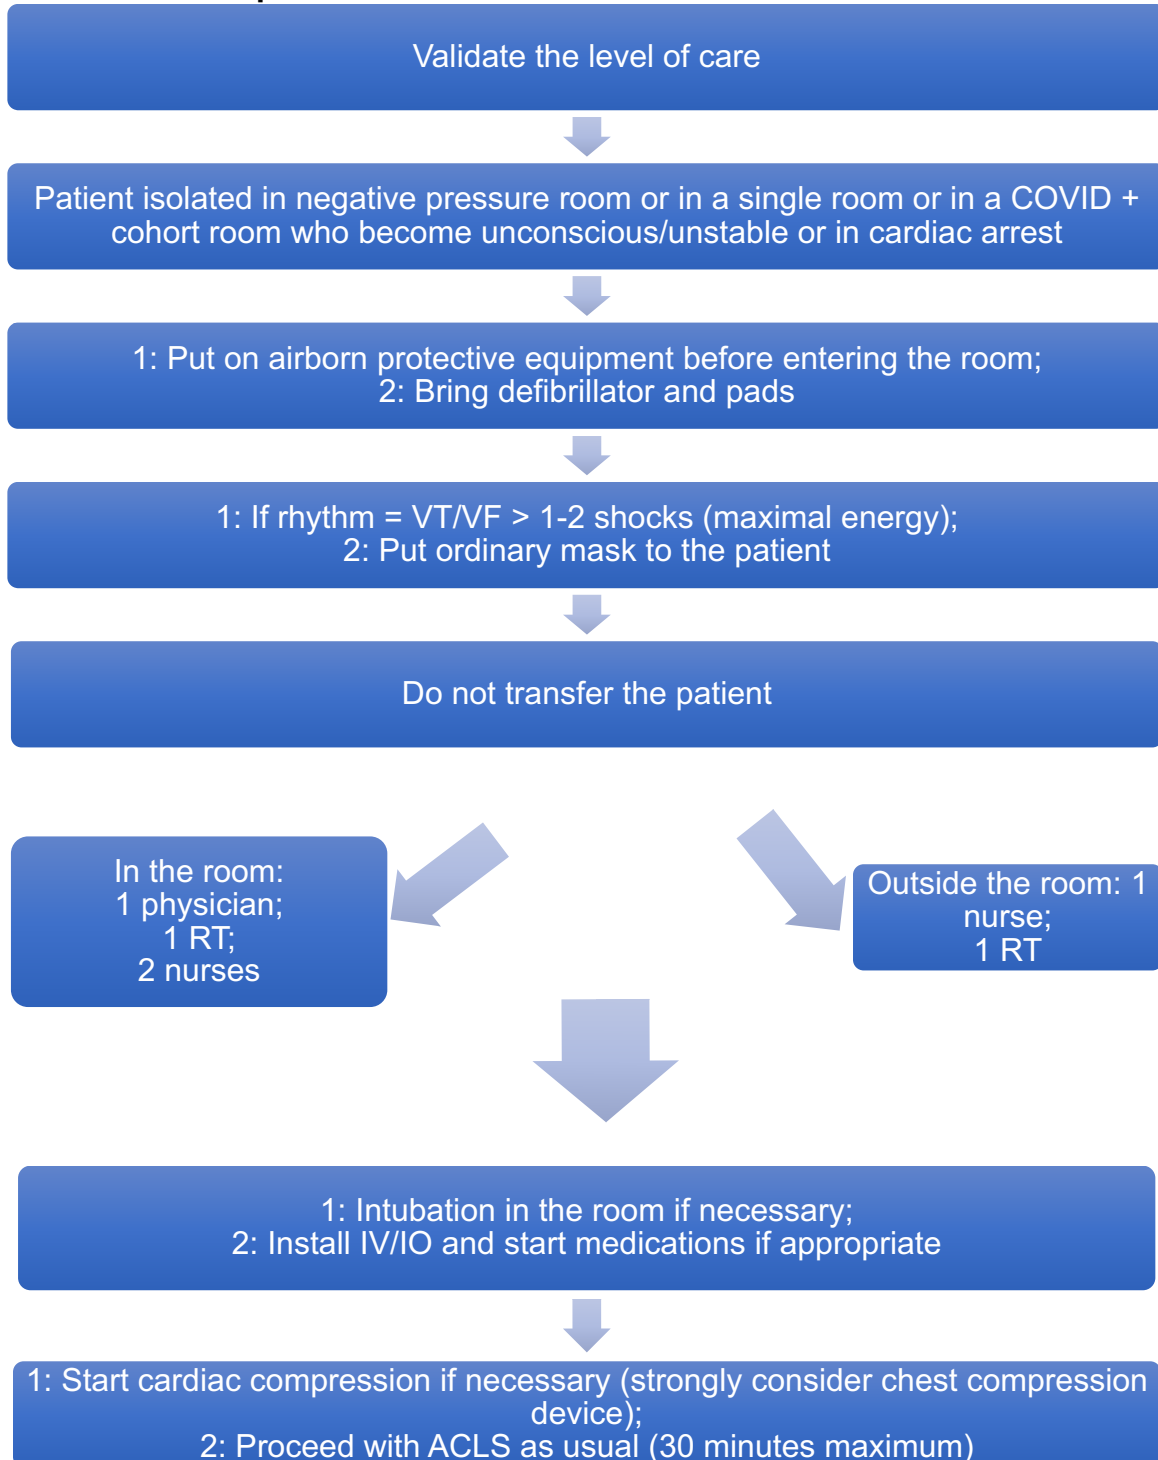 Validate the level of care
Patient isolated in negative pressure room or in a single room or in a COVID +
cohort room who become unconscious/unstable or in cardiac arrest
1: Put on airborn protective equipment before entering the room;
2: Bring defibrillator and pads
1: If rhythm = VT/VF > 1-2 shocks (maximal energy);
2: Put ordinary mask to the patient
Do not transfer the patient
In the room:
1 physician;
1 RT;
2 nurses
Outside the room: 1
nurse;
1 RT
1: Intubation in the room if necessary;
2: Install IV/IO and start medications if appropriate
1: Start cardiac compression if necessary (strongly consider chest compression
device);
2: Proceed with ACLS as usual (30 minutes maximum)